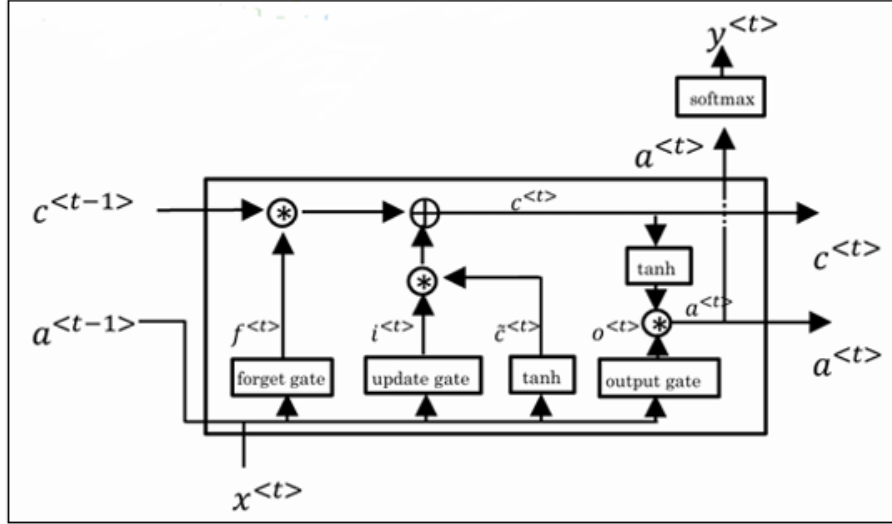 y<t>
softmax
a<t>
c<t-1>
c<t>
c<t>
tanh
a<t-1>
f<t>
i<t>
c̃<t>
o<t>
a<t>
a<t>
forget gate
update gate
tanh
output gate
x<t>